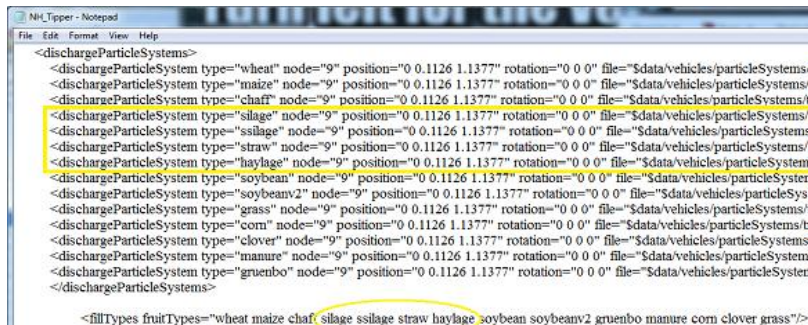 NH_Tipper - Notepad
File Edit Format View Help
<dischargeParticleSystems>
<dischargeParticleSystem type="wheat" node="9" position="0 0.1126 1.1377" rotation="0 0 0" file="$data/vehicles/particleSystems/
<dischargeParticleSystem type="maize" node="9" position="0 0.1126 1.1377" rotation="0 0 0" file="$data/vehicles/particleSystems/
<dischargeParticleSystem type="chaff" node="9" position="0 0.1126 1.1377" rotation="0 0 0" file="$data/vehicles/particleSystems/t
<dischargeParticleSystem type="silage" node="9" position="0 0.1126 1.1377" rotation="0 0 0" file="$data/vehicles/particleSystems/
<dischargeParticleSystem type="ssilage" node="9" position="0 0.1126 1.1377" rotation="0 0 0" file="$data/vehicles/particleSystems
<dischargeParticleSystem type="straw" node="9" position="0 0.1126 1.1377" rotation="0 0 0" file="$data/vehicles/particleSystems/
<dischargeParticleSystem type="haylage" node="9" position="0 0.1126 1.1377" rotation="0 0 0" file="$data/vehicles/particleSystem
<dischargeParticleSystem type="soybean" node="9" position="0 0.1126 1.1377" rotation="0 0 0" file="$data/vehicles/particleSystem
<dischargeParticleSystem type="soybeanv2" node="9" position="0 0.1126 1.1377" rotation="0 0 0" file="$data/vehicles/particleSys
<dischargeParticleSystem type="grass" node="9" position="0 0.1126 1.1377" rotation="0 0 0" file="$data/vehicles/particleSystems/
<dischargeParticleSystem type="corn" node="9" position="0 0.1126 1.1377" rotation="0 0 0" file="$data/vehicles/particleSystems/t
<dischargeParticleSystem type="clover" node="9" position="0 0.1126 1.1377" rotation="0 0 0" file="$data/vehicles/particleSystems/
<dischargeParticleSystem type="manure" node="9" position="0 0.1126 1.1377" rotation="0 0 0" file="$data/vehicles/particleSystem
<dischargeParticleSystem type="gruenbo" node="9" position="0 0.1126 1.1377" rotation="0 0 0" file="$data/vehicles/particleSystem
</dischargeParticleSystems>
<fillTypes fruitTypes="wheat maize chaff silage ssilage straw haylage soybean soybeanv2 gruenbo manure corn clover grass"/>